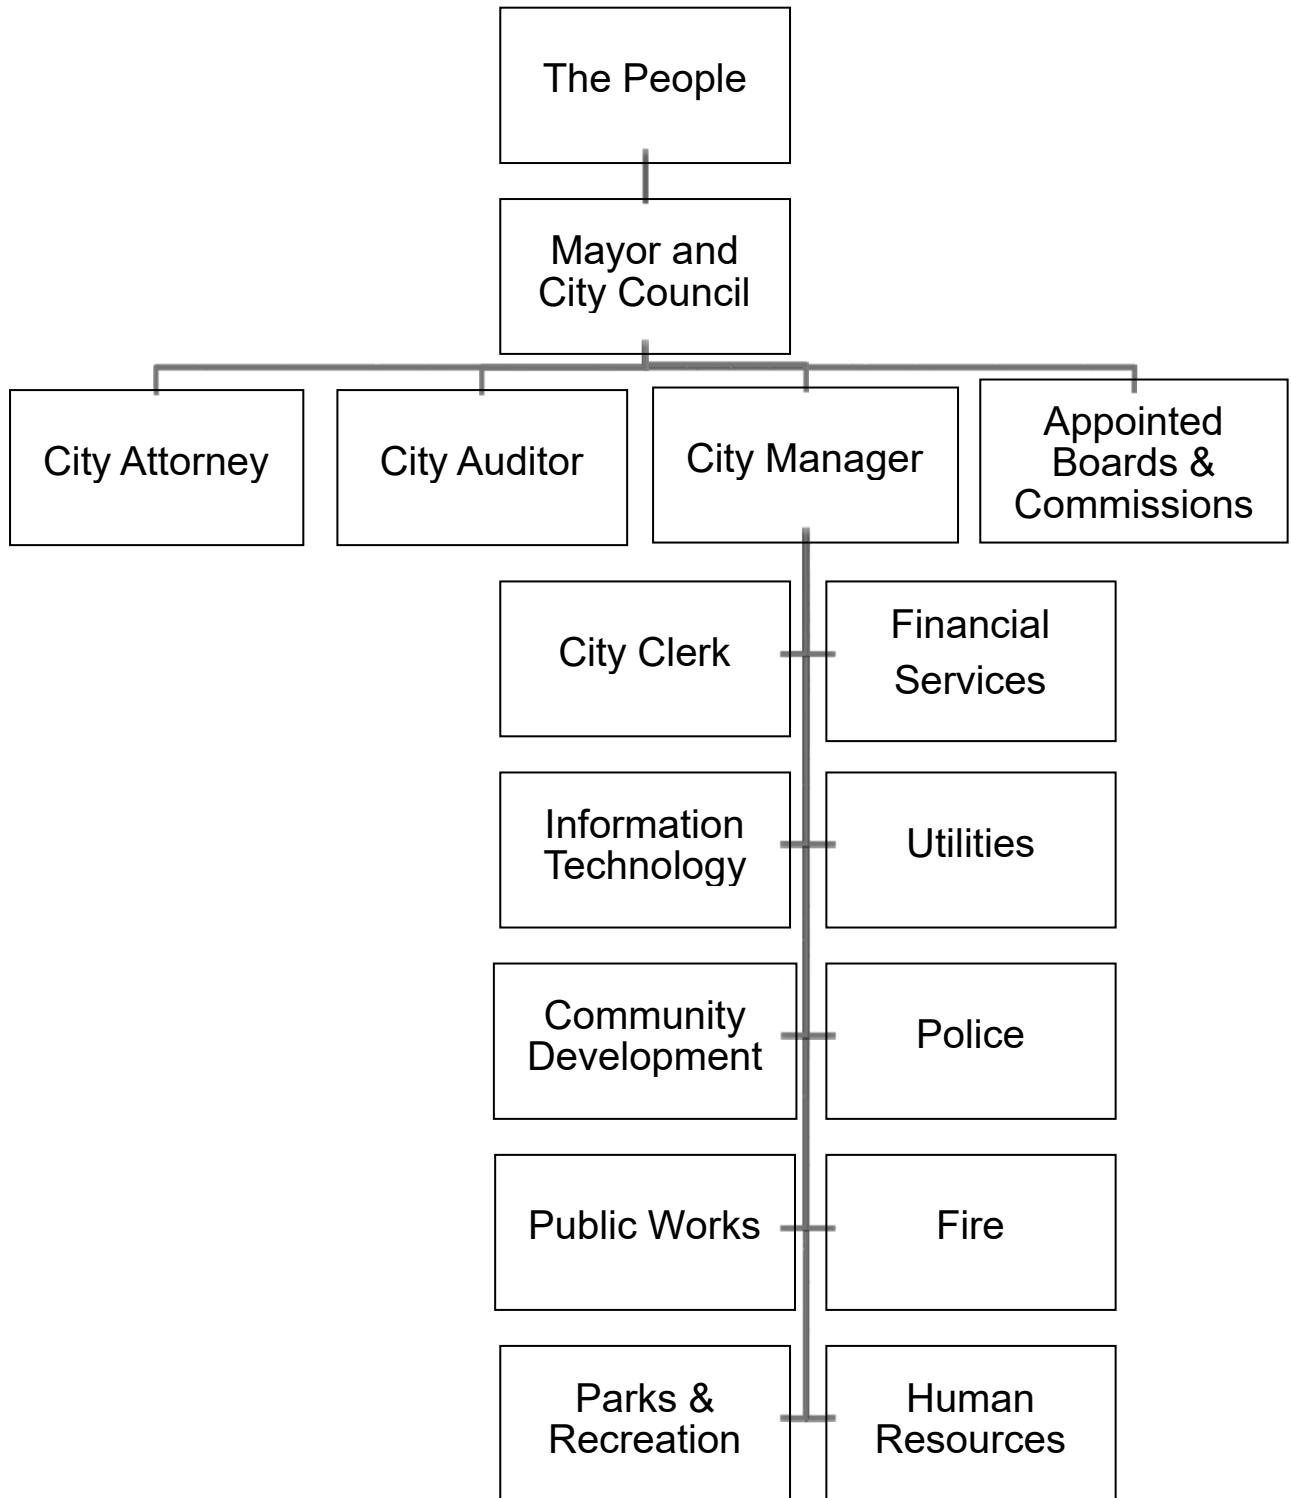 The People
Mayor and
City Council
City Attorney
City Auditor
City Manager
Appointed
Boards &
Commissions
City Clerk
Financial
Services
Information
Technology
Utilities
Community
Development
Police
Public Works
Fire
Parks &
Recreation
Human
Resources